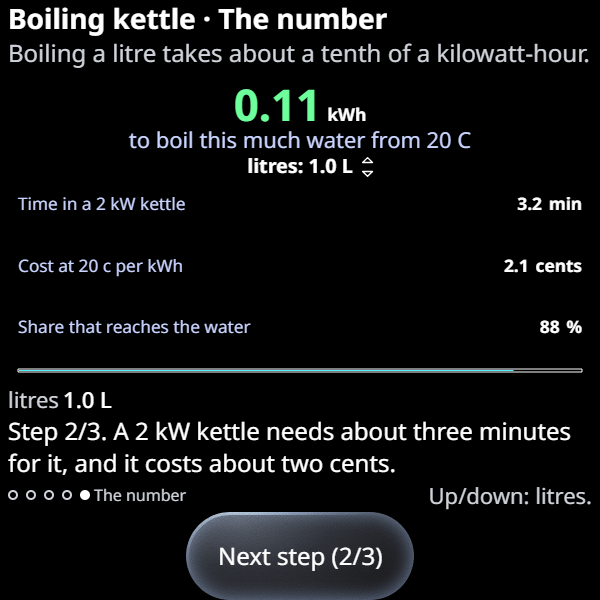 Boiling kettle · The number
Boiling a litre takes about a tenth of a kilowatt-hour.
0.11 kWh
to boil this much water from 20 C
litres: 1.0 L
Time in a 2 kW kettle 3.2 min
Cost at 20 c per kWh 2.1 cents
Share that reaches the water 88 %
litres 1.0 L
Step 2/3. A 2 kW kettle needs about three minutes
for it, and it costs about two cents.
The number Up/down: litres.
Next step (2/3)